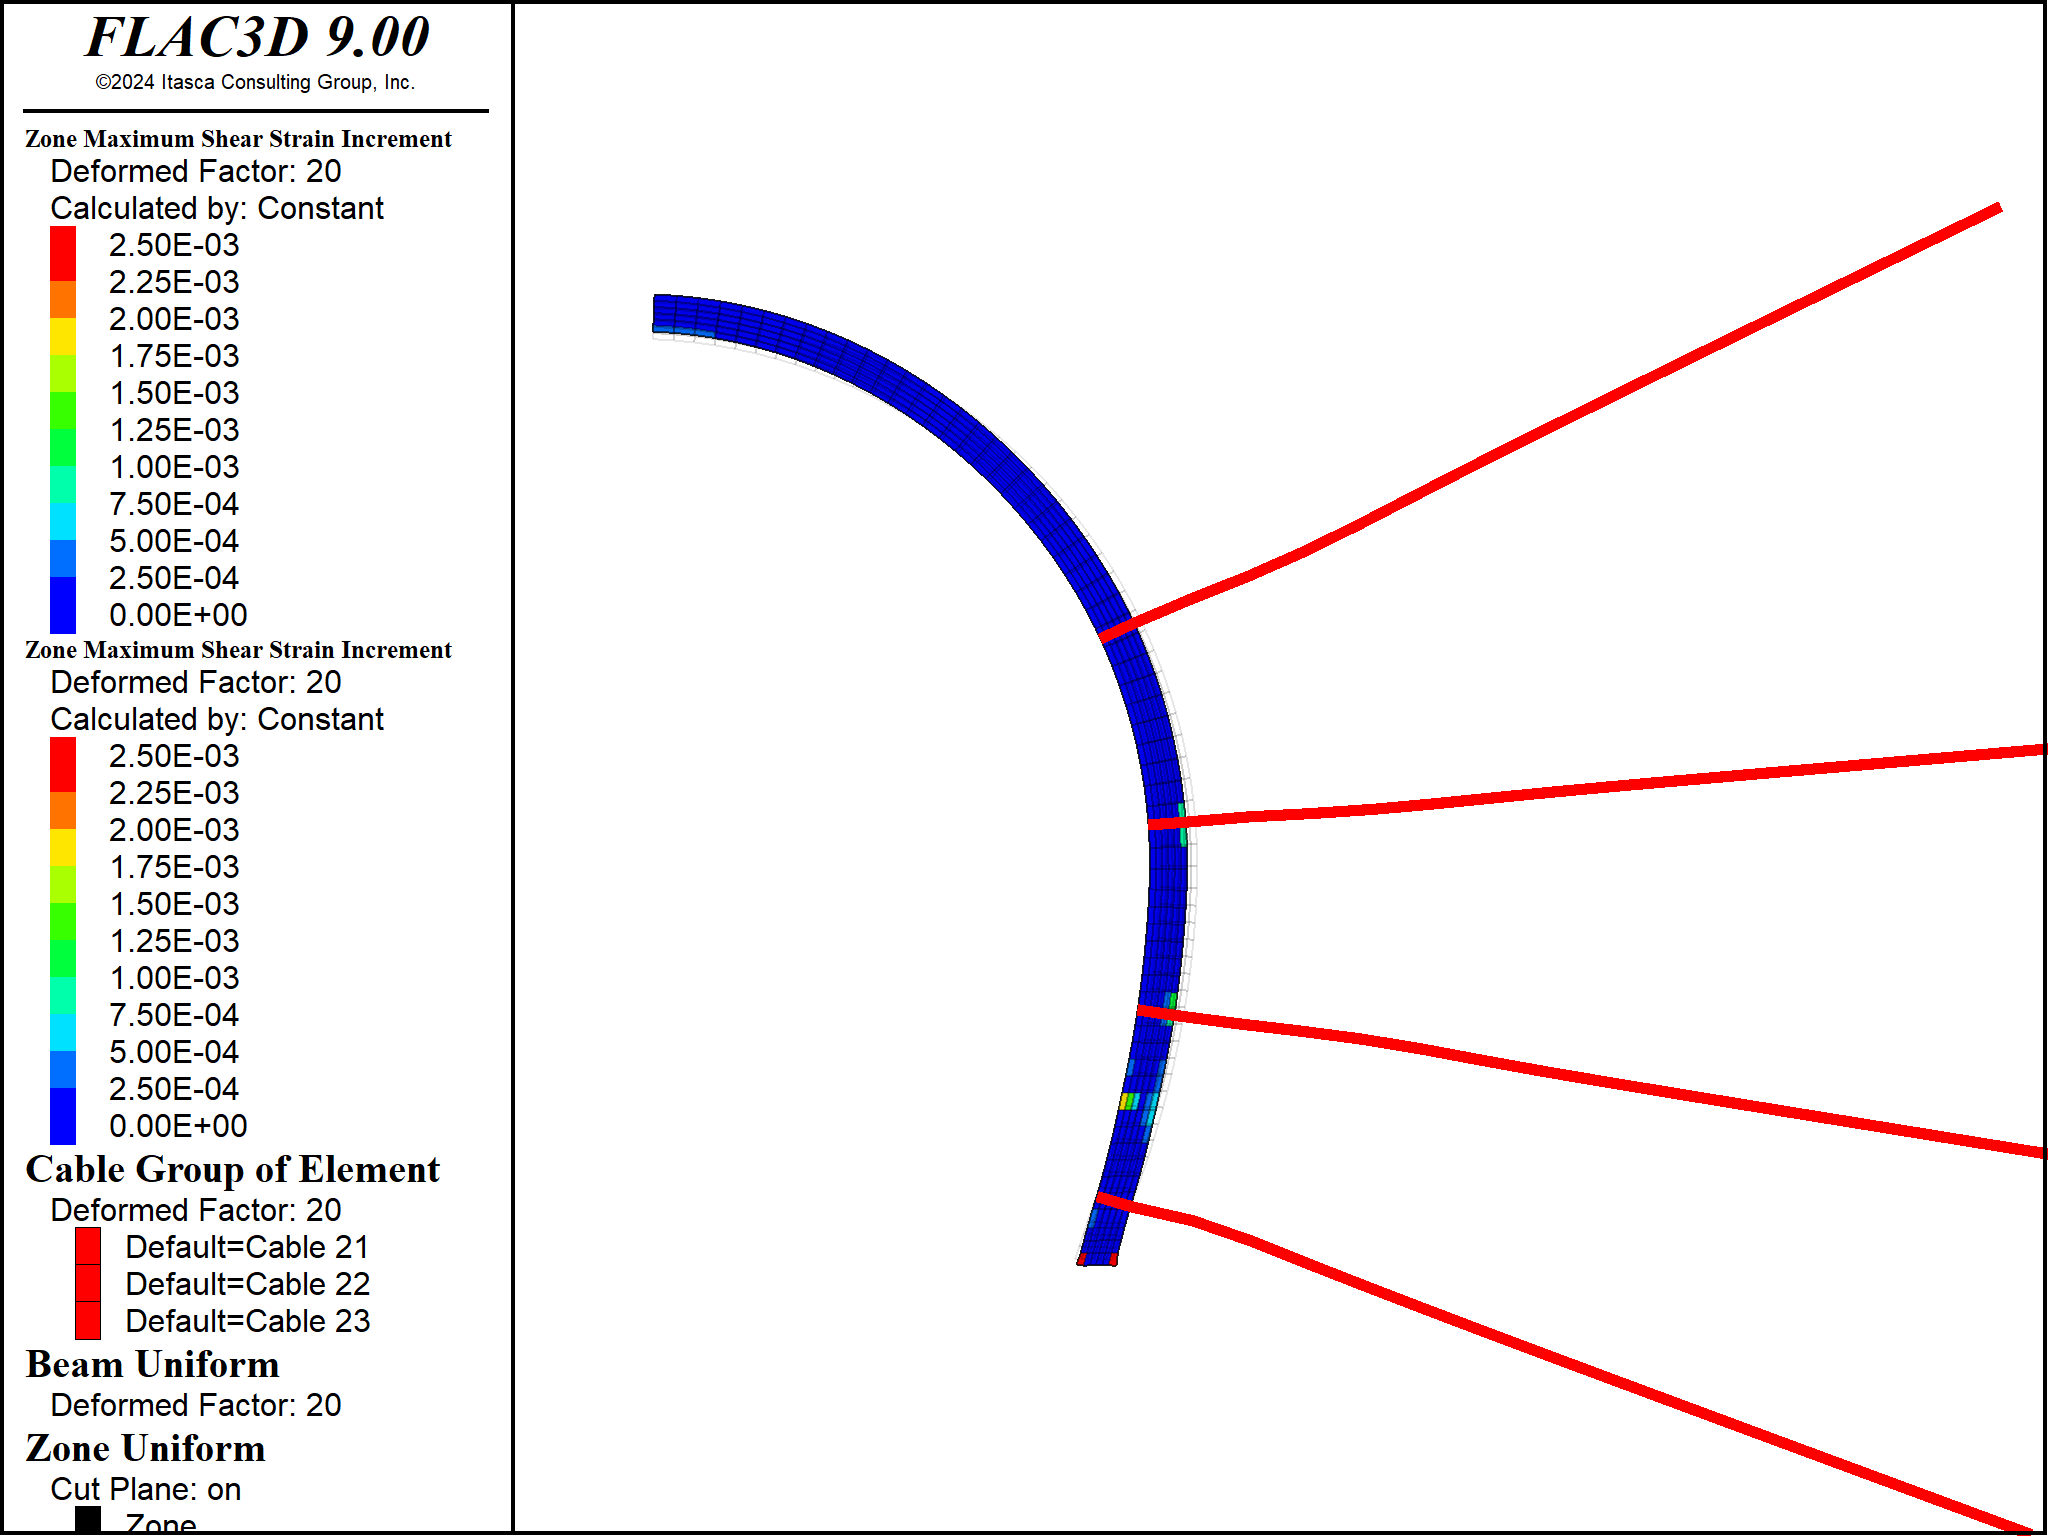 FLAC3D 9.00
©2024 Itasca Consulting Group, Inc.
Zone Maximum Shear Strain Increment
Deformed Factor: 20
Calculated by: Constant
2.50E-03
2.25E-03
2.00E-03
1.75E-03
1.50E-03
1.25E-03
1.00E-03
7.50E-04
5.00E-04
2.50E-04
0.00E+00
Zone Maximum Shear Strain Increment
Deformed Factor: 20
Calculated by: Constant
2.50E-03
2.25E-03
2.00E-03
1.75E-03
1.50E-03
1.25E-03
1.00E-03
7.50E-04
5.00E-04
2.50E-04
0.00E+00
Cable Group of Element
Deformed Factor: 20
Default=Cable 21
Default=Cable 22
Default=Cable 23
Beam Uniform
Deformed Factor: 20
Zone Uniform
Cut Plane: on
Zone